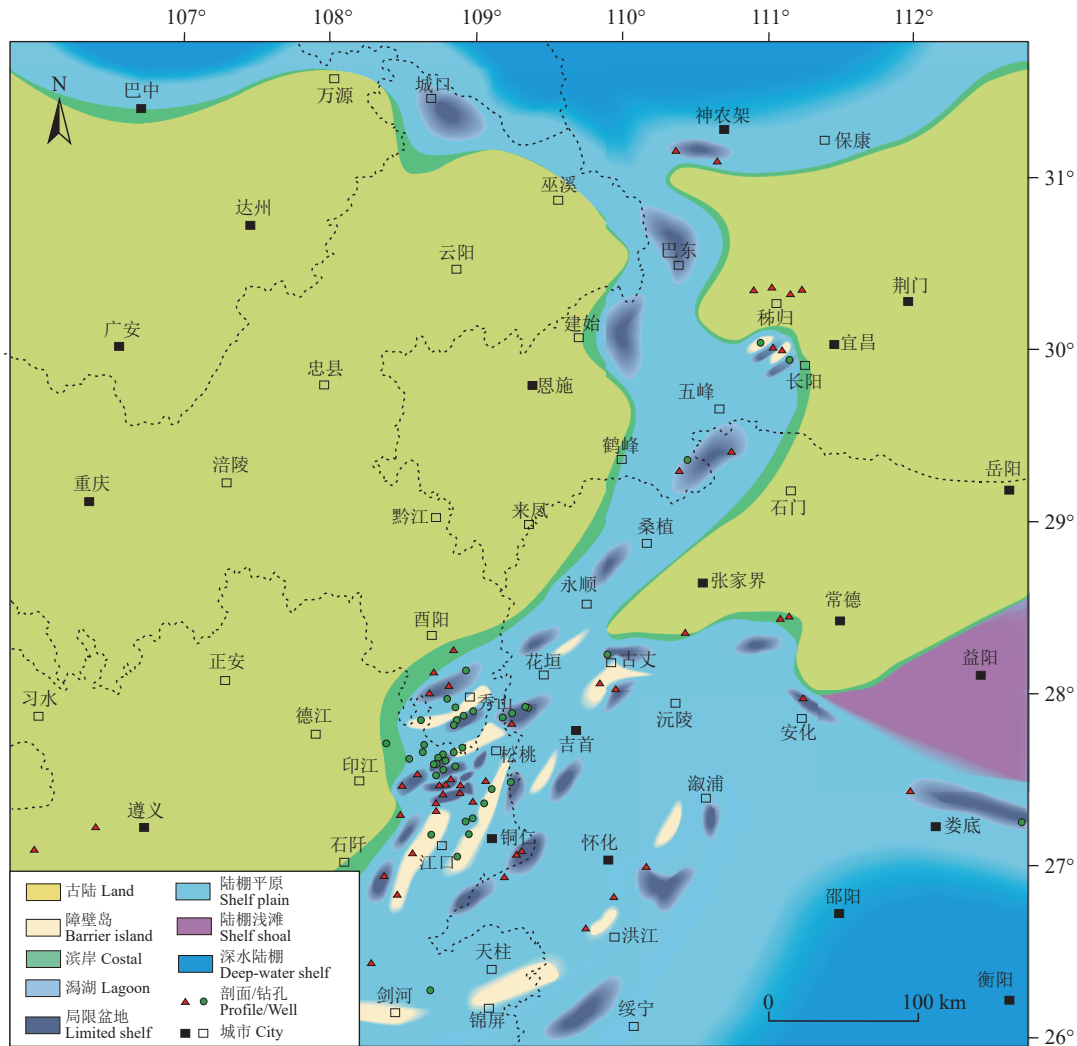 107°
108°
109°
110°
111°
112°
N
巴中
万源
城口
神农架
保康
31°
巫溪
达州
云阳
巴东
荆门
秭归
广安
建始
宜昌
30°
忠县
恩施
长阳
五峰
鹤峰
涪陵
岳阳
重庆
石门
黔江
来凤
29°
桑植
张家界
永顺
常德
酉阳
花垣
古丈
益阳
正安
28°
习水
秀山
沅陵
安化
德江
吉首
松桃
印江
溆浦
遵义
铜仁
娄底
怀化
石阡
江口
27°
邵阳
洪江
天柱
衡阳
剑河
锦屏
绥宁
26°
古陆 Land
障壁岛
Barrier island
滨岸 Costal
潟湖 Lagoon
局限盆地
Limited shelf
陆棚平原
Shelf plain
陆棚浅滩
Shelf shoal
深水陆棚
Deep-water shelf
剖面/钻孔
Profile/Well
城市 City
0
100 km